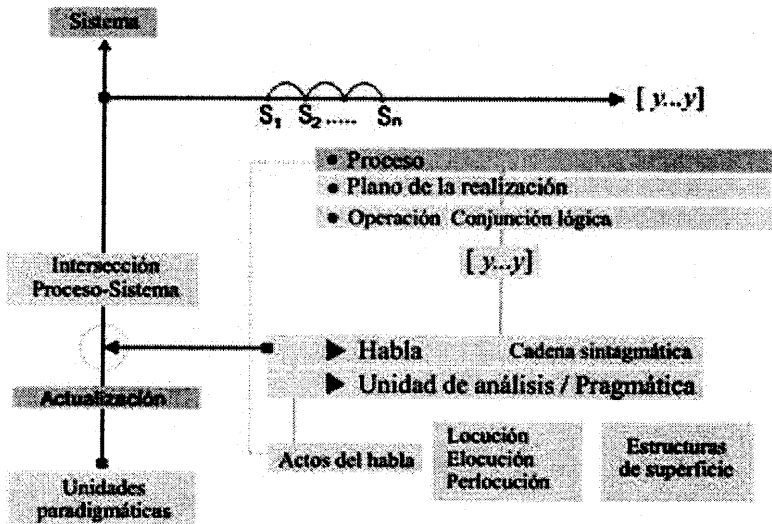 Sistema
[ y...y ]
S1 S2 ..... Sn
• Proceso
• Plano de la realización
• Operación Conjunción lógica
[ y...y ]
Intersección
Proceso-Sistema
Habla Cadena sintagmática
Unidad de análisis / Pragmática
Actualización
Actos del habla
Locución
Elocución
Perlocución
Estructuras
de superficie
Unidades
paradigmáticas